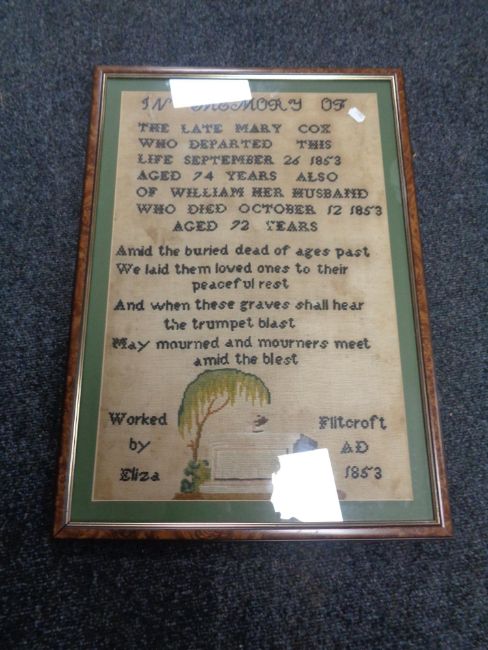 IN MEMORY OF
THE LATE MARY COX
WHO DEPARTED THIS
LIFE SEPTEMBER 26 1853
AGED 74 YEARS ALSO
OF WILLIAM HER HUSBAND
WHO DIED OCTOBER 12 1853
AGED 72 YEARS
Amid the buried dead of ages past
We laid them loved ones to their
peaceful rest
And when these graves shall hear
the trumpet blast
May mourned and mourners meet
amid the blest
Worked Flitcroft
by AD
Eliza 1853